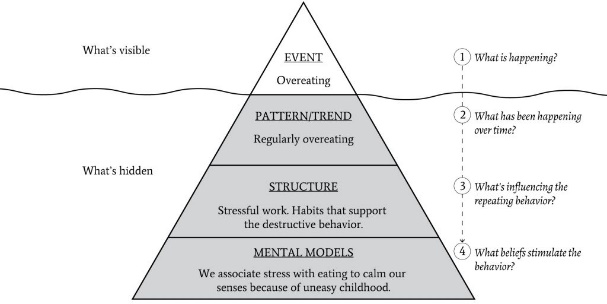 What's visible
EVENT
Overeating
1 What is happening?
PATTERN/TREND
Regularly overeating
2 What has been happening
over time?
What's hidden
STRUCTURE
Stressful work. Habits that support
the destructive behavior.
3 What's influencing the
repeating behavior?
MENTAL MODELS
We associate stress with eating to calm our
senses because of uneasy childhood.
4 What beliefs stimulate the
behavior?